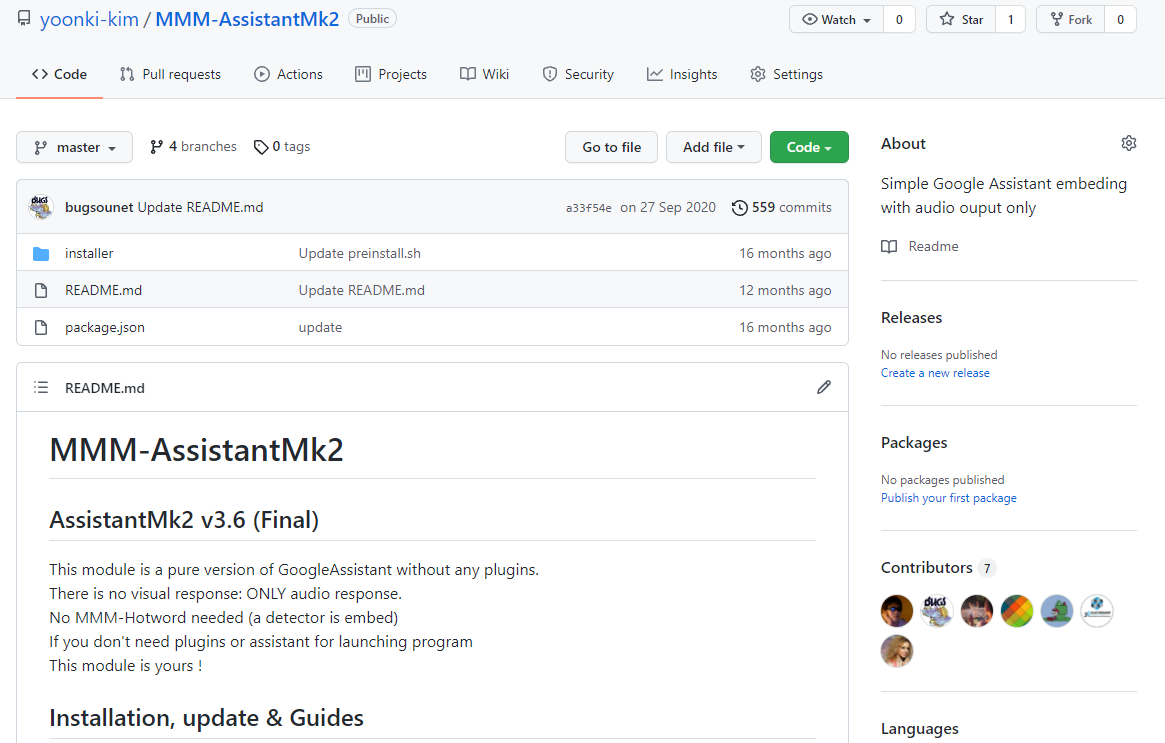 yoonki-kim / MMM-AssistantMk2 Public
Watch 0 Star 1 Fork 0
Code Pull requests Actions Projects Wiki Security Insights Settings
master 4 branches 0 tags Go to file Add file Code
bugsounet Update README.md a33f54e on 27 Sep 2020 559 commits
installer Update preinstall.sh 16 months ago
README.md Update README.md 12 months ago
package.json update 16 months ago
README.md
MMM-AssistantMk2
AssistantMk2 v3.6 (Final)
This module is a pure version of GoogleAssistant without any plugins.
There is no visual response: ONLY audio response.
No MMM-Hotword needed (a detector is embed)
If you don't need plugins or assistant for launching program
This module is yours !
Installation, update & Guides
About
Simple Google Assistant embeding
with audio ouput only
Readme
Releases
No releases published
Create a new release
Packages
No packages published
Publish your first package
Contributors 7
BUGS
Languages